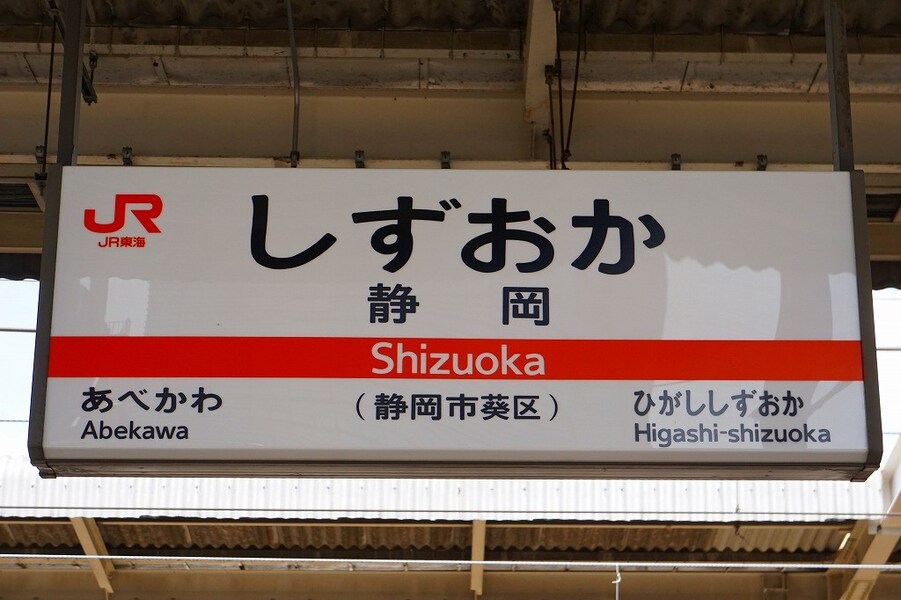 JR
JR東海
しずおか
静岡
Shizuoka
あべかわ
Abekawa
(静岡市葵区)
ひがししずおか
Higashi-shizuoka